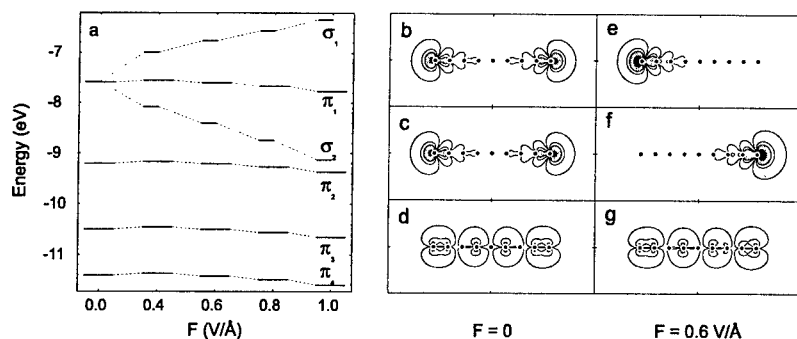 a
Energy (eV)
-7
-8
-9
-10
-11
σ₁
π₁
σ₂
π₂
π₃
π₄
0.0 0.4 0.6 0.8 1.0
F (V/Å)
b
c
d
e
f
g
F = 0
F = 0.6 V/Å